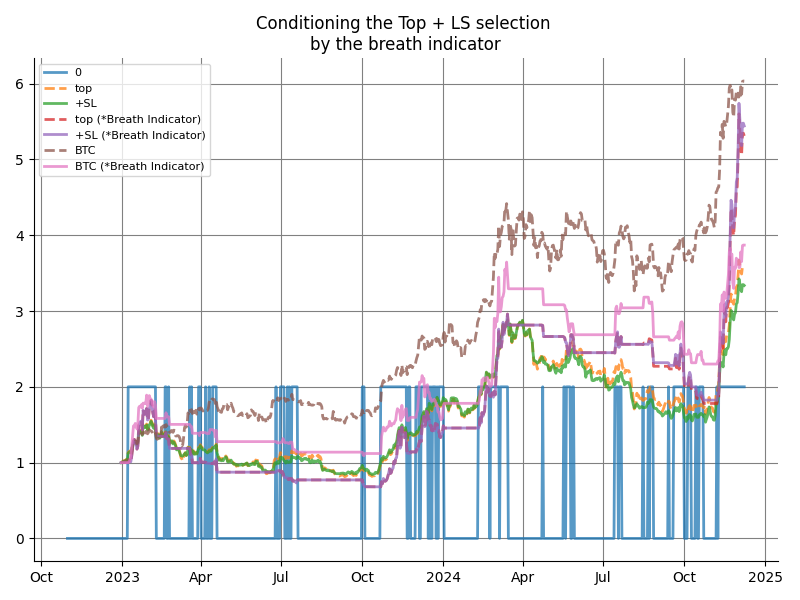 Conditioning the Top + LS selection
by the breath indicator
0
top
+SL
top (*Breath Indicator)
+SL (*Breath Indicator)
BTC
BTC (*Breath Indicator)
6
5
4
3
2
1
0
Oct
2023
Apr
Jul
Oct
2024
Apr
Jul
Oct
2025